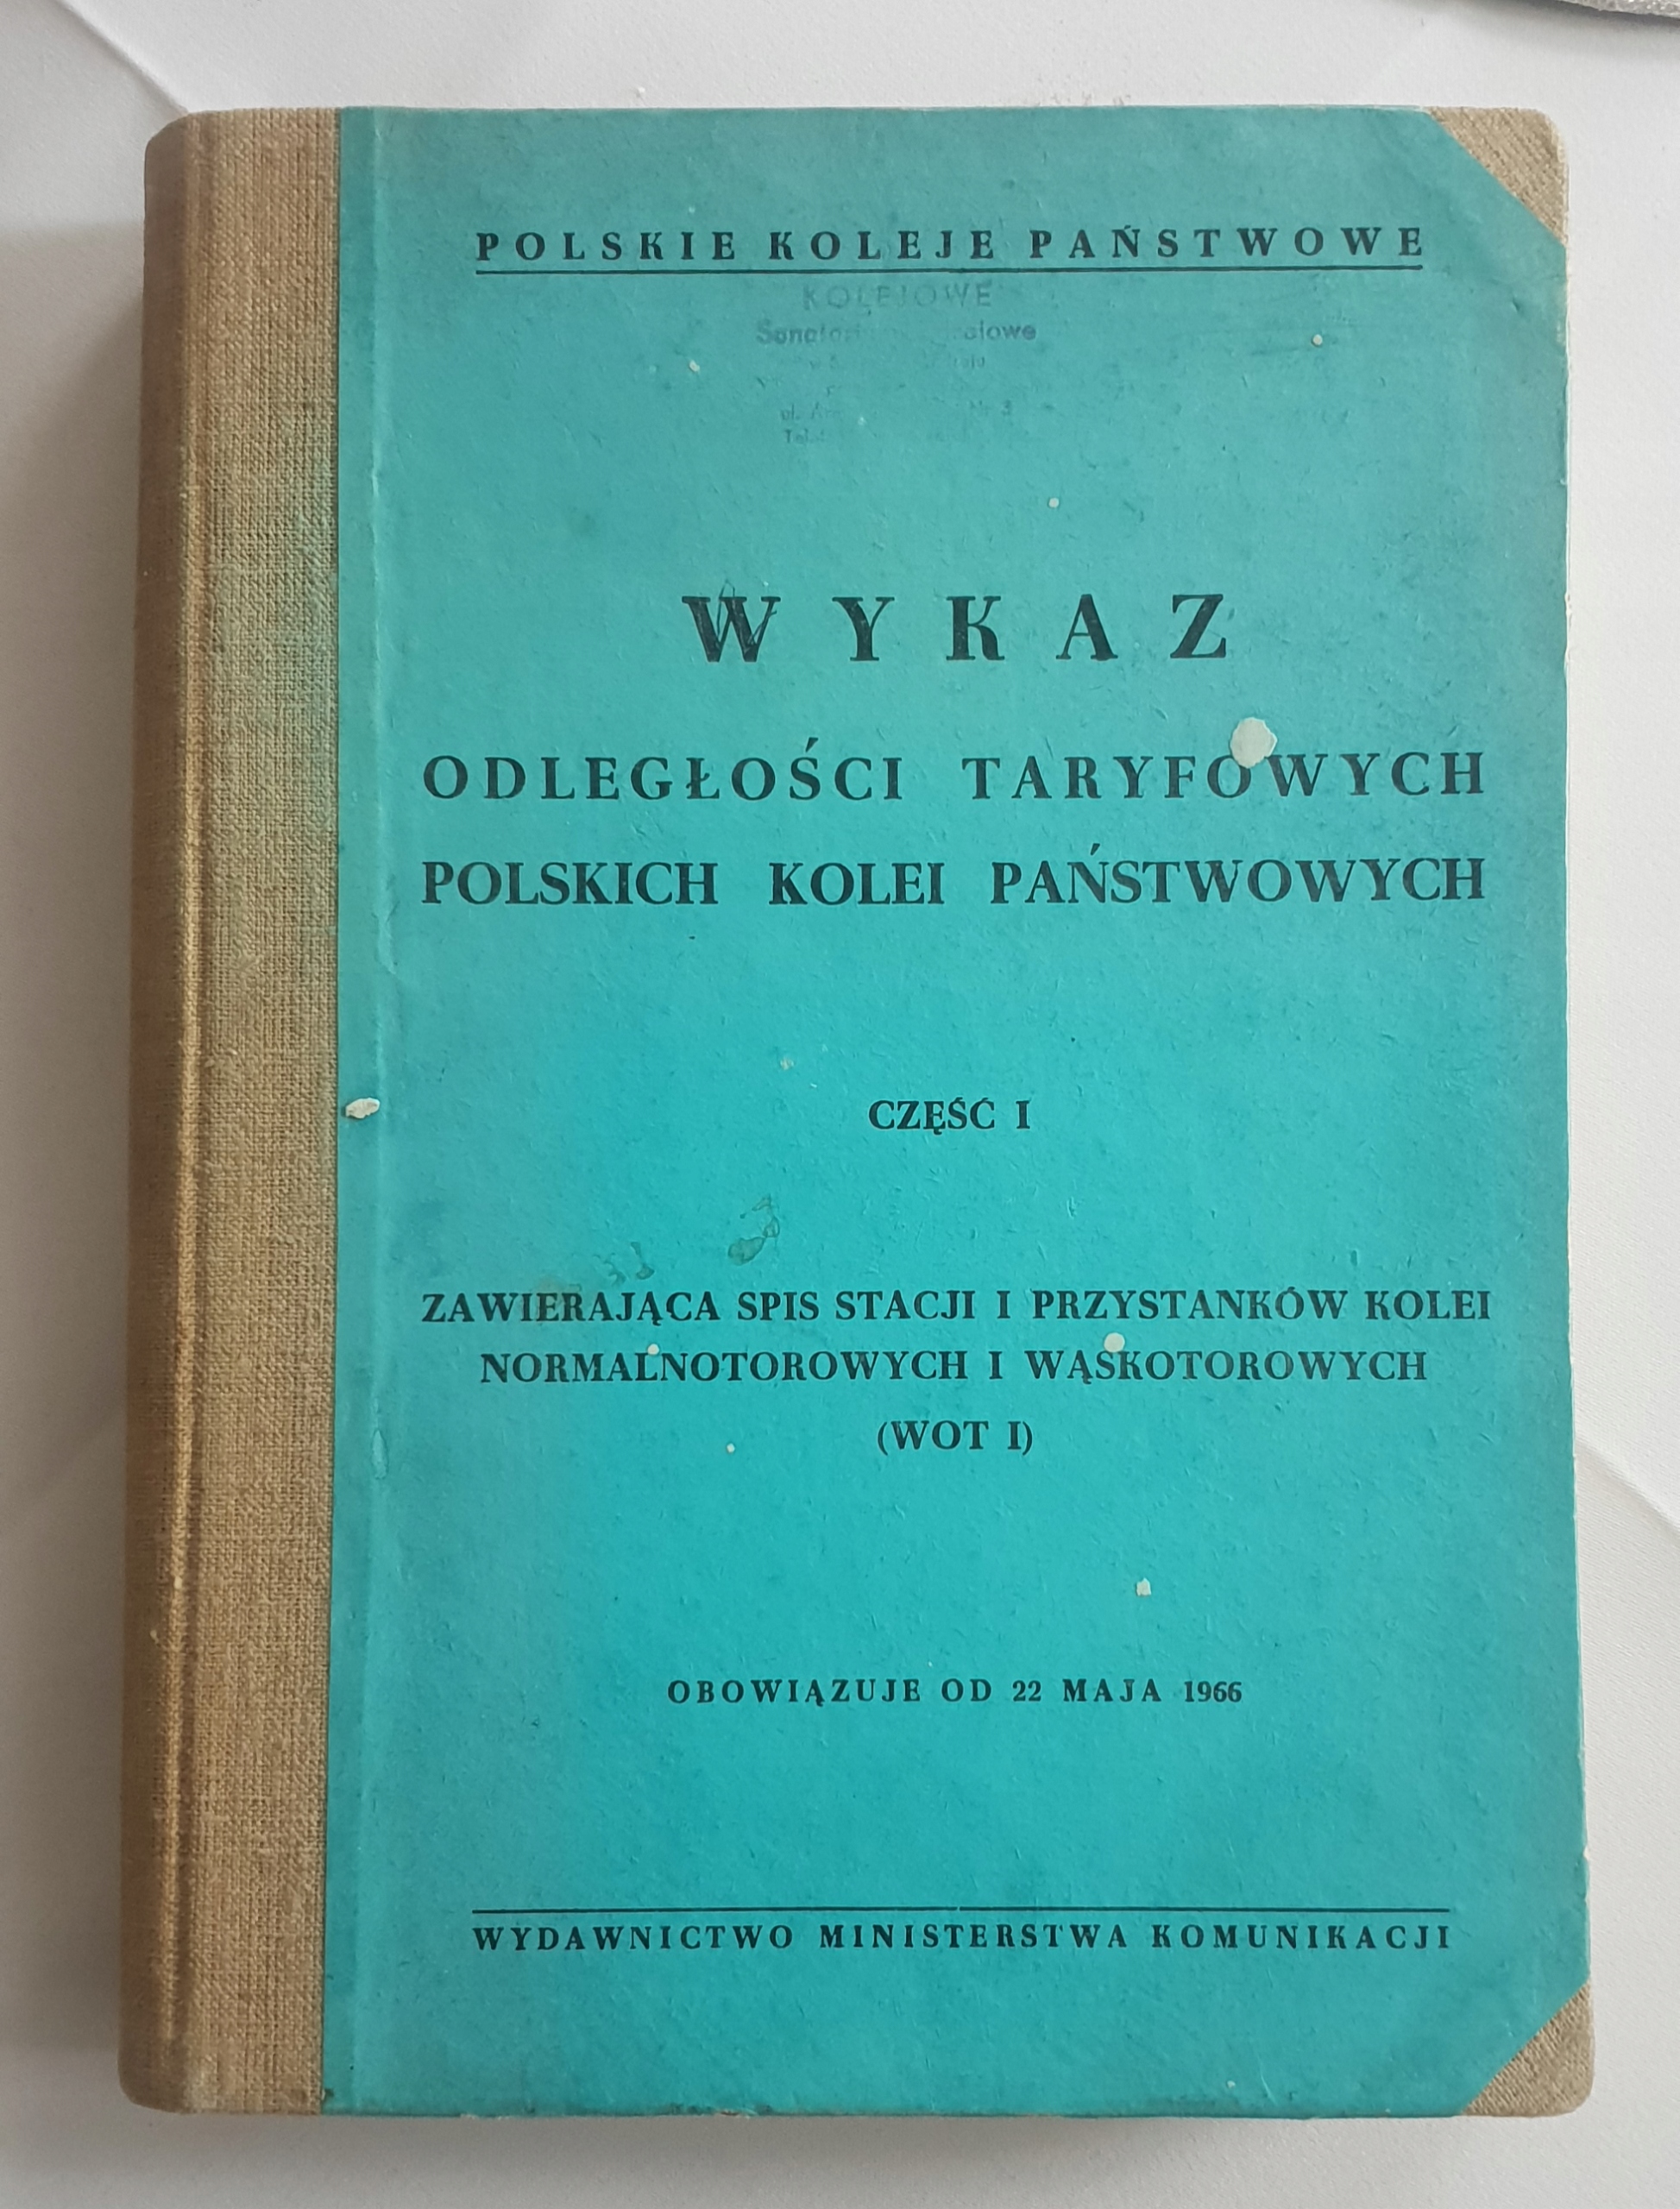 POLSKIE KOLEJE PAŃSTWOWE
KOLEJOWE
WYKAZ
ODLEGŁOŚCI TARYFOWYCH
POLSKICH KOLEI PAŃSTWOWYCH
CZĘŚĆ I
ZAWIERAJĄCA SPIS STACJI I PRZYSTANKÓW KOLEI
NORMALNOTOROWYCH I WĄSKOTOROWYCH
(WOT I)
OBOWIĄZUJE OD 22 MAJA 1966
WYDAWNICTWO MINISTERSTWA KOMUNIKACJI